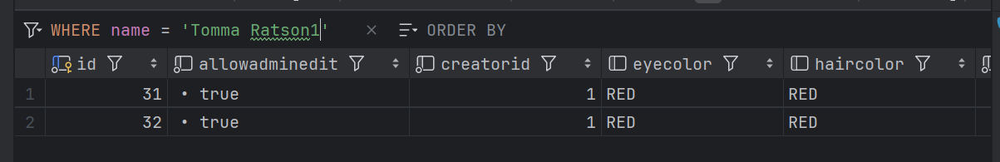 WHERE name = 'Tomma Ratson1' × ORDER BY
id allowadminedit creatorid eyecolor haircolor
1 31 • true 1 RED RED
2 32 • true 1 RED RED